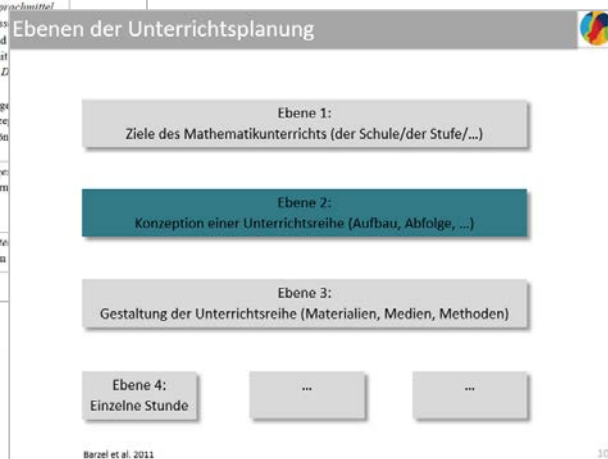 Sprachmittel
Ebenen der Unterrichtsplanung
Ebene 1:
Ziele des Mathematikunterrichts (der Schule/der Stufe/...)
Ebene 2:
Konzeption einer Unterrichtsreihe (Aufbau, Abfolge, ...)
Ebene 3:
Gestaltung der Unterrichtsreihe (Materialien, Medien, Methoden)
Ebene 4:
Einzelne Stunde
...
...
Barzel et al. 2011
10